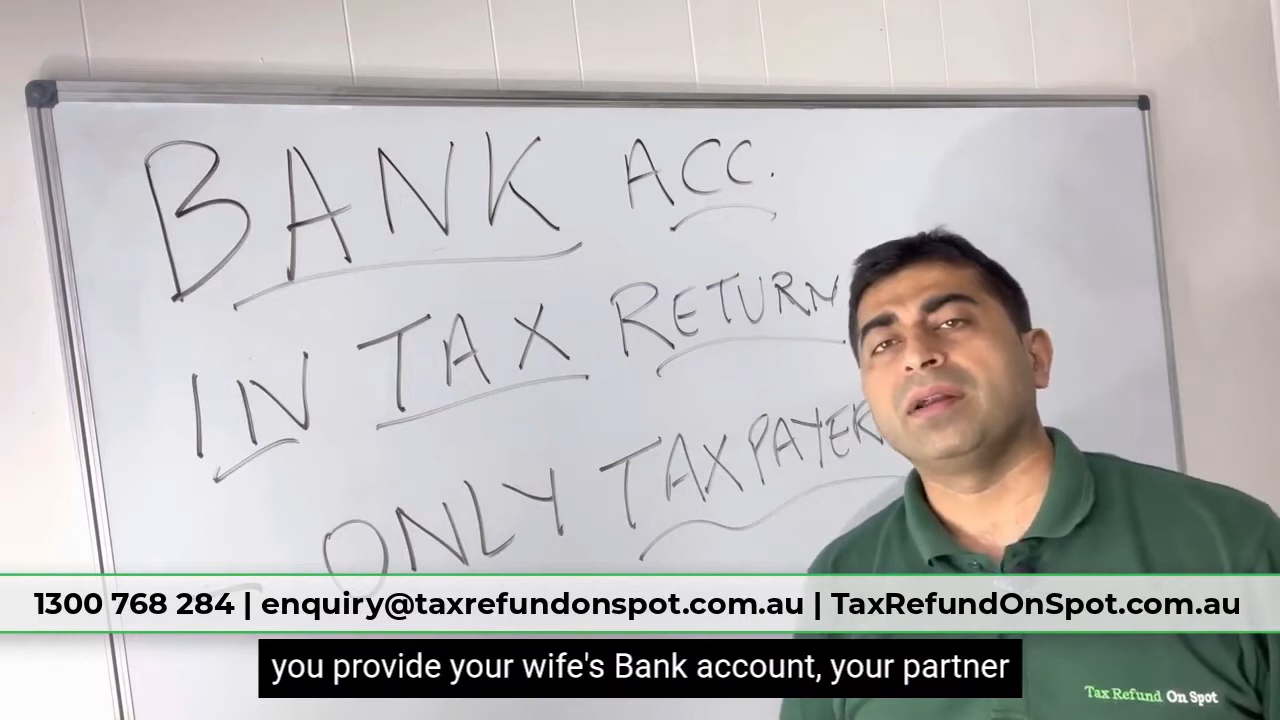 BANK ACC.
IN TAX RETURN
ONLY TAXPAYER
1300 768 284 | enquiry@taxrefundonspot.com.au | TaxRefundOnSpot.com.au
you provide your wife's Bank account, your partner
Tax Refund On Spot